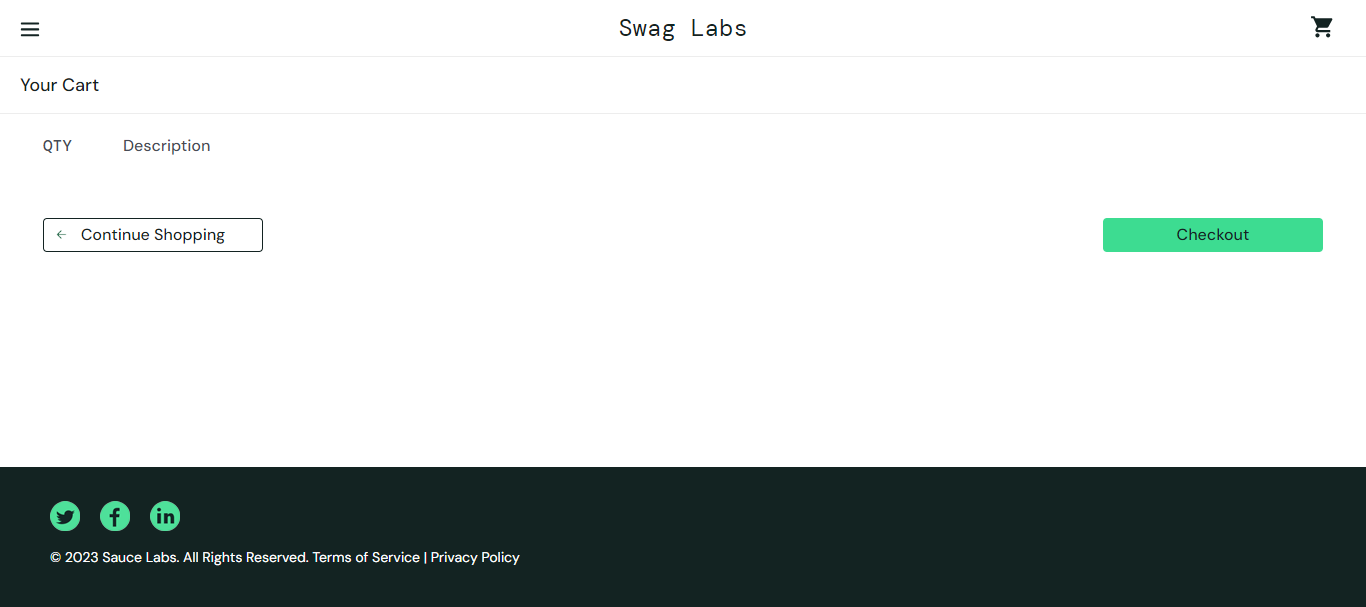 Swag Labs
Your Cart
QTY Description
Continue Shopping
Checkout
© 2023 Sauce Labs. All Rights Reserved. Terms of Service | Privacy Policy